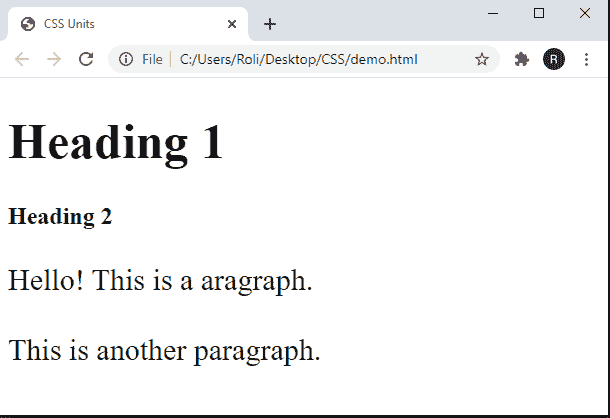 CSS Units
File | C:/Users/Roli/Desktop/CSS/demo.html
R
Heading 1
Heading 2
Hello! This is a aragraph.
This is another paragraph.